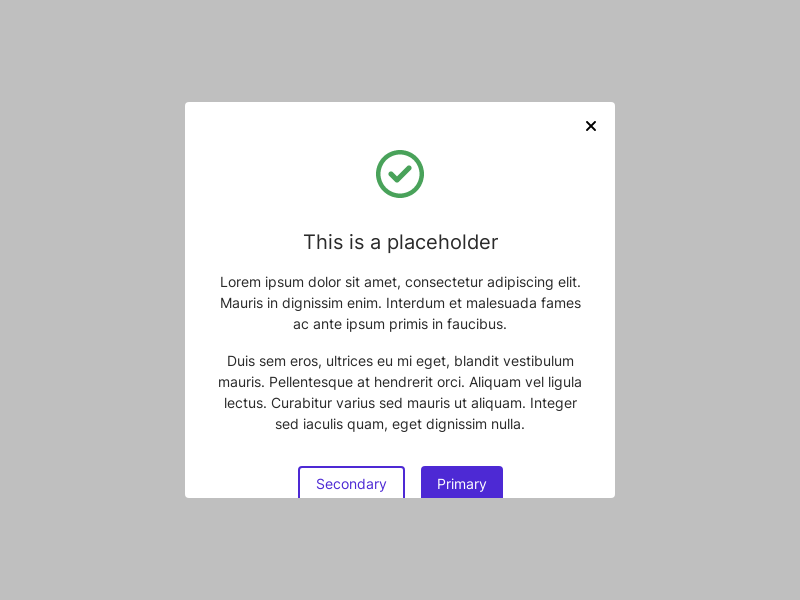 This is a placeholder
Lorem ipsum dolor sit amet, consectetur adipiscing elit.
Mauris in dignissim enim. Interdum et malesuada fames
ac ante ipsum primis in faucibus.
Duis sem eros, ultrices eu mi eget, blandit vestibulum
mauris. Pellentesque at hendrerit orci. Aliquam vel ligula
lectus. Curabitur varius sed mauris ut aliquam. Integer
sed iaculis quam, eget dignissim nulla.
Secondary Primary